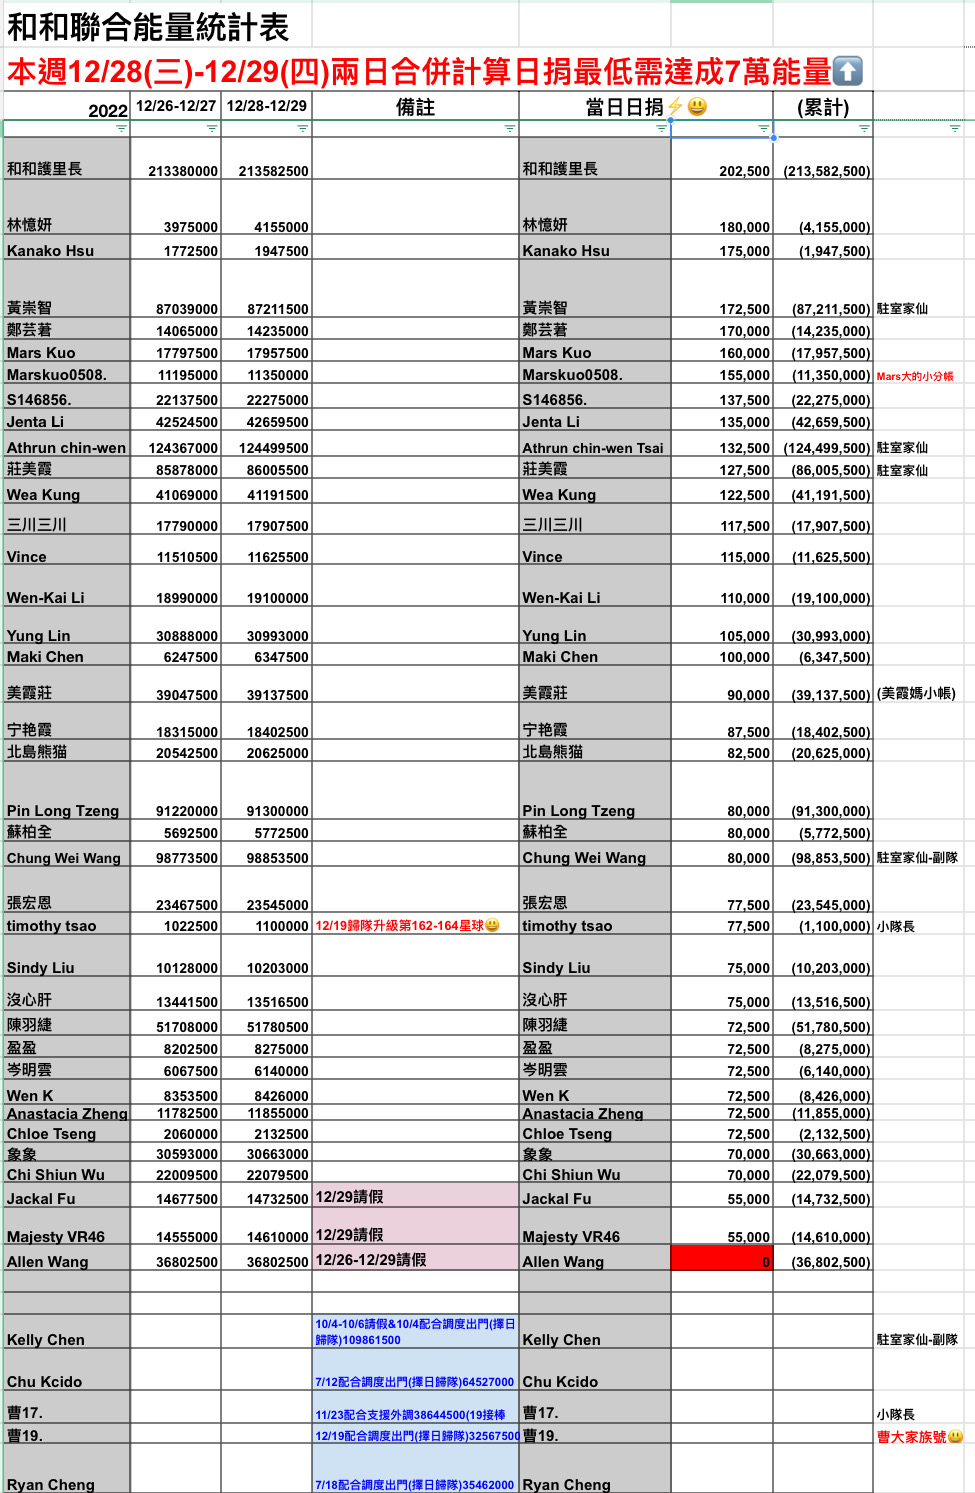 和和聯合能量統計表
本週12/28(三)-12/29(四)兩日合併計算日捐最低需達成7萬能量⬆️
2022 12/26-12/27 12/28-12/29 備註 當日日捐⚡😃 (累計)
和和護里長 213380000 213582500 和和護里長 202,500 (213,582,500)
林憶妍 3975000 4155000 林憶妍 180,000 (4,155,000)
Kanako Hsu 1772500 1947500 Kanako Hsu 175,000 (1,947,500)
黃崇智 87039000 87211500 黃崇智 172,500 (87,211,500) 駐室家仙
鄭芸莙 14065000 14235000 鄭芸莙 170,000 (14,235,000)
Mars Kuo 17797500 17957500 Mars Kuo 160,000 (17,957,500)
Marskuo0508. 11195000 11350000 Marskuo0508. 155,000 (11,350,000) Mars大的小分帳
S146856. 22137500 22275000 S146856. 137,500 (22,275,000)
Jenta Li 42524500 42659500 Jenta Li 135,000 (42,659,500)
Athrun chin-wen 124367000 124499500 Athrun chin-wen Tsai 132,500 (124,499,500) 駐室家仙
莊美霞 85878000 86005500 莊美霞 127,500 (86,005,500) 駐室家仙
Wea Kung 41069000 41191500 Wea Kung 122,500 (41,191,500)
三川三川 17790000 17907500 三川三川 117,500 (17,907,500)
Vince 11510500 11625500 Vince 115,000 (11,625,500)
Wen-Kai Li 18990000 19100000 Wen-Kai Li 110,000 (19,100,000)
Yung Lin 30888000 30993000 Yung Lin 105,000 (30,993,000)
Maki Chen 6247500 6347500 Maki Chen 100,000 (6,347,500)
美霞莊 39047500 39137500 美霞莊 90,000 (39,137,500) (美霞媽小帳)
宁艳霞 18315000 18402500 宁艳霞 87,500 (18,402,500)
北島熊猫 20542500 20625000 北島熊猫 82,500 (20,625,000)
Pin Long Tzeng 91220000 91300000 Pin Long Tzeng 80,000 (91,300,000)
蘇柏全 5692500 5772500 蘇柏全 80,000 (5,772,500)
Chung Wei Wang 98773500 98853500 Chung Wei Wang 80,000 (98,853,500) 駐室家仙-副隊
張宏恩 23467500 23545000 張宏恩 77,500 (23,545,000)
timothy tsao 1022500 1100000 12/19歸隊升級第162-164星球😃 timothy tsao 77,500 (1,100,000) 小隊長
Sindy Liu 10128000 10203000 Sindy Liu 75,000 (10,203,000)
沒心肝 13441500 13516500 沒心肝 75,000 (13,516,500)
陳羽緁 51708000 51780500 陳羽緁 72,500 (51,780,500)
盈盈 8202500 8275000 盈盈 72,500 (8,275,000)
岑明雲 6067500 6140000 岑明雲 72,500 (6,140,000)
Wen K 8353500 8426000 Wen K 72,500 (8,426,000)
Anastacia Zheng 11782500 11855000 Anastacia Zheng 72,500 (11,855,000)
Chloe Tseng 2060000 2132500 Chloe Tseng 72,500 (2,132,500)
象象 30593000 30663000 象象 70,000 (30,663,000)
Chi Shiun Wu 22009500 22079500 Chi Shiun Wu 70,000 (22,079,500)
Jackal Fu 14677500 14732500 12/29請假 Jackal Fu 55,000 (14,732,500)
Majesty VR46 14555000 14610000 12/29請假 Majesty VR46 55,000 (14,610,000)
Allen Wang 36802500 36802500 12/26-12/29請假 Allen Wang 0 (36,802,500)
10/4-10/6請假&10/4配合調度出門(擇日
Kelly Chen 歸隊)109861500 Kelly Chen 駐室家仙-副隊
Chu Kcido 7/12配合調度出門(擇日歸隊)64527000 Chu Kcido
曹17. 11/23配合支援外調38644500(19接棒 曹17. 小隊長
曹19. 12/19配合調度出門(擇日歸隊)32567500 曹19. 曹大家族號😃
Ryan Cheng 7/18配合調度出門(擇日歸隊)35462000 Ryan Cheng